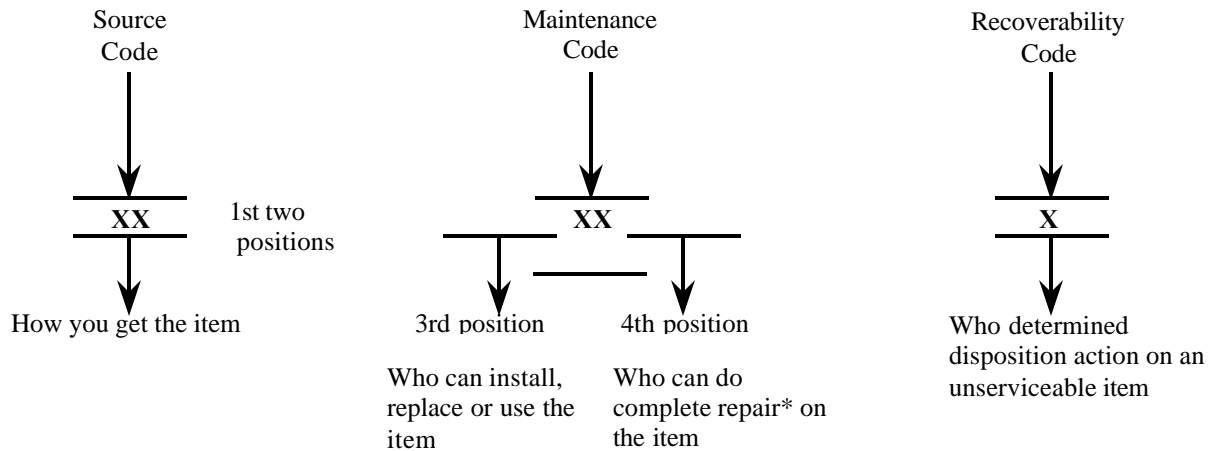 Source
Code
Maintenance
Code
Recoverability
Code
XX
1st two
positions
XX
X
How you get the item
3rd position
4th position
Who determined
disposition action on an
unserviceable item
Who can install,
replace or use the
item
Who can do
complete repair* on
the item